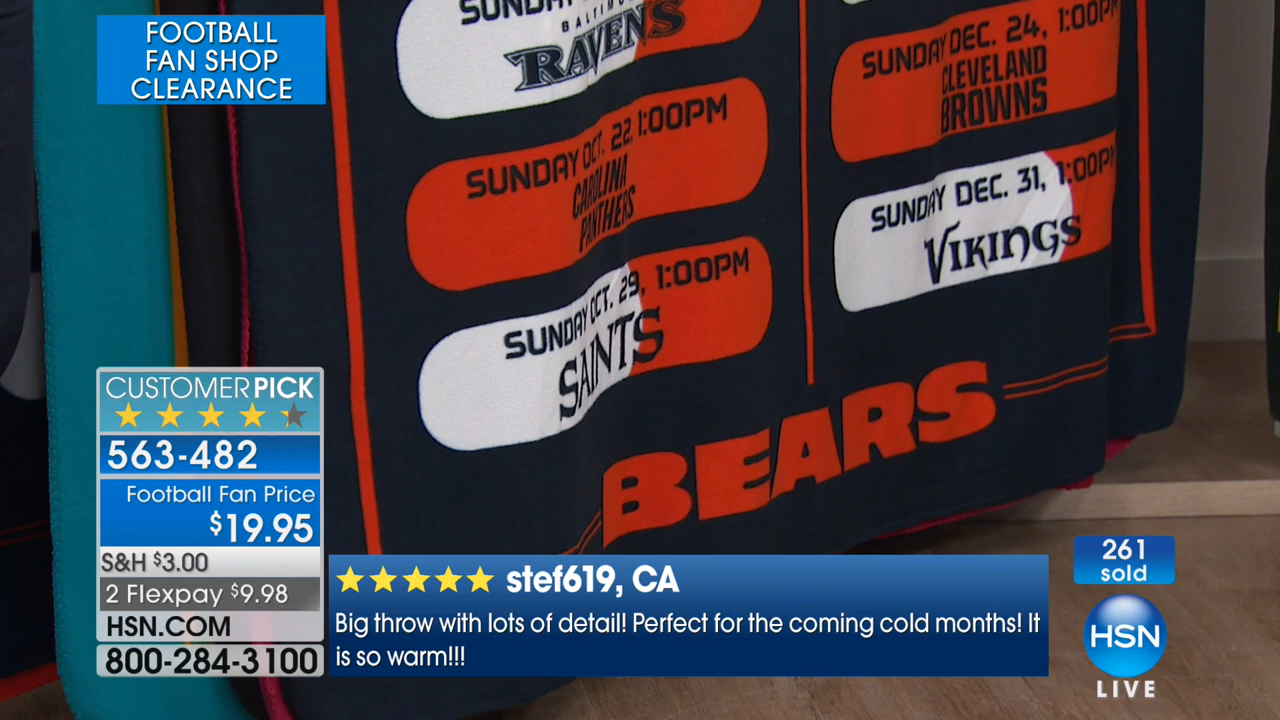 FOOTBALL
FAN SHOP
CLEARANCE
BALTIMORE
RAVENS
SUNDAY OCT. 22, 1:00PM
CAROLINA
PANTHERS
SUNDAY OCT. 29, 1:00PM
SAINTS
SUNDAY DEC. 24, 1:00PM
CLEVELAND
BROWNS
SUNDAY DEC. 31, 1:00PM
VIKINGS
BEARS
CUSTOMER PICK
563-482
Football Fan Price
$19.95
S&H $3.00
2 Flexpay $9.98
HSN.COM
800-284-3100
stef619, CA
Big throw with lots of detail! Perfect for the coming cold months! It
is so warm!!!
261
sold
HSN
LIVE